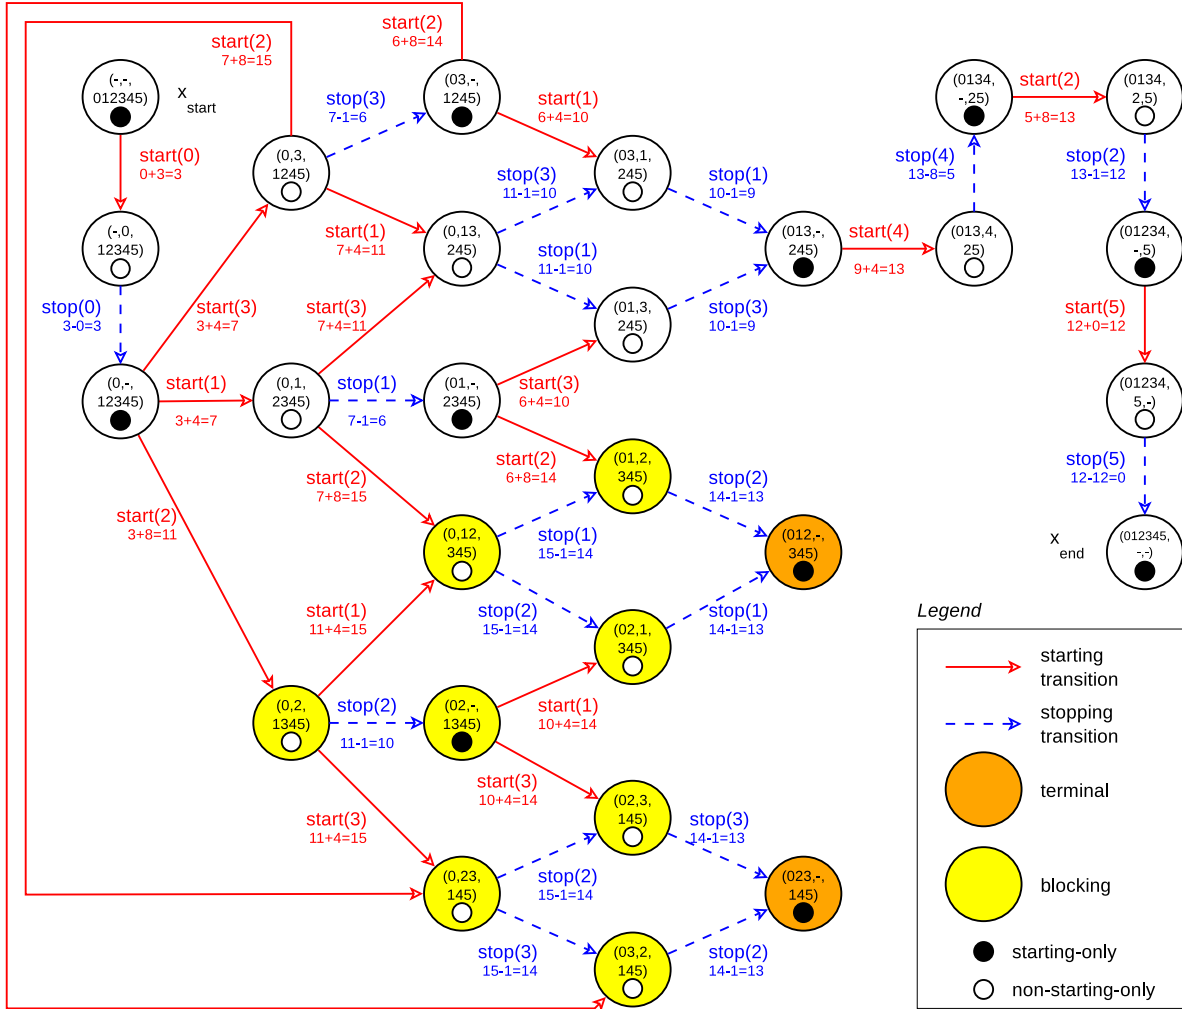 start(2)
6+8=14
start(2)
7+8=15
(-,-,
012345)
x
start
start(0)
0+3=3
(-,0,
12345)
stop(0)
3-0=3
(0,-,
12345)
start(3)
3+4=7
start(1)
3+4=7
start(2)
3+8=11
(0,3,
1245)
stop(3)
7-1=6
start(1)
7+4=11
(03,-,
1245)
start(1)
6+4=10
(0,13,
245)
stop(3)
11-1=10
stop(1)
11-1=10
(03,1,
245)
stop(1)
10-1=9
(01,3,
245)
stop(3)
10-1=9
(013,-,
245)
start(4)
9+4=13
(013,4,
25)
stop(4)
13-8=5
(0134,
-,25)
start(2)
5+8=13
(0134,
2,5)
stop(2)
13-1=12
(01234,
-,5)
start(5)
12+0=12
(01234,
5,-)
stop(5)
12-12=0
x
end
(012345,
-,-)
(0,1,
2345)
start(3)
7+4=11
stop(1)
7-1=6
start(2)
7+8=15
(01,-,
2345)
start(3)
6+4=10
start(2)
6+8=14
(01,2,
345)
stop(2)
14-1=13
(0,12,
345)
stop(1)
15-1=14
stop(2)
15-1=14
(012,-,
345)
(02,1,
345)
stop(1)
14-1=13
(0,2,
1345)
start(1)
11+4=15
stop(2)
11-1=10
start(3)
11+4=15
(02,-,
1345)
start(1)
10+4=14
start(3)
10+4=14
(02,3,
145)
stop(3)
14-1=13
(0,23,
145)
stop(2)
15-1=14
stop(3)
15-1=14
(023,-,
145)
(03,2,
145)
stop(2)
14-1=13
Legend
starting
transition
stopping
transition
terminal
blocking
starting-only
non-starting-only